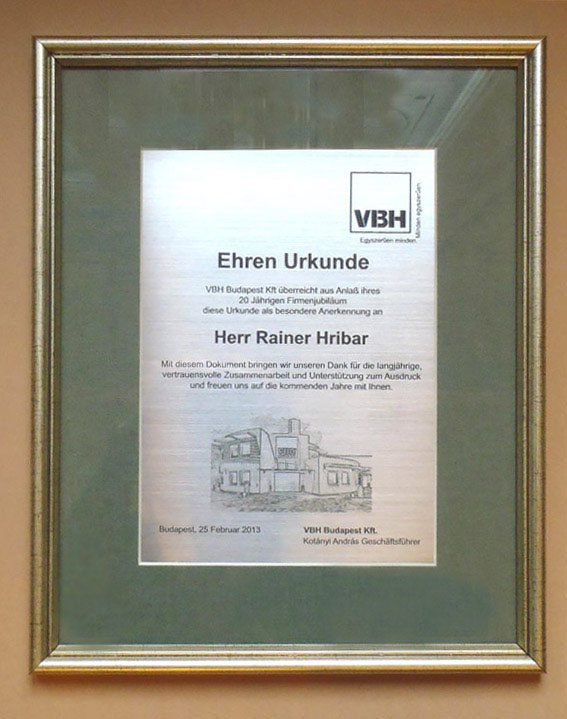 VBH
Egyszerűen minden.
Minden egyszerűen.
Ehren Urkunde
VBH Budapest Kft überreicht aus Anlaß ihres
20 Jährigen Firmenjubiläum
diese Urkunde als besondere Anerkennung an
Herr Rainer Hribar
Mit diesem Dokument bringen wir unseren Dank für die langjährige,
vertrauensvolle Zusammenarbeit und Unterstützung zum Ausdruck
und freuen uns auf die kommenden Jahre mit Ihnen.
Budapest, 25 Februar 2013
VBH Budapest Kft.
Kotányi András Geschäftsführer